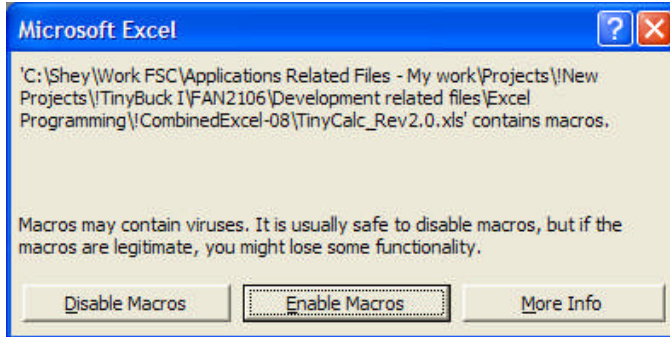 Microsoft Excel
?
'C:\Shey\Work FSC\Applications Related Files - My work\Projects\!New
Projects\!TinyBuck I\FAN2106\Development related files\Excel
Programming\!CombinedExcel-08\TinyCalc_Rev2.0.xls' contains macros.
Macros may contain viruses. It is usually safe to disable macros, but if the
macros are legitimate, you might lose some functionality.
Disable Macros Enable Macros More Info